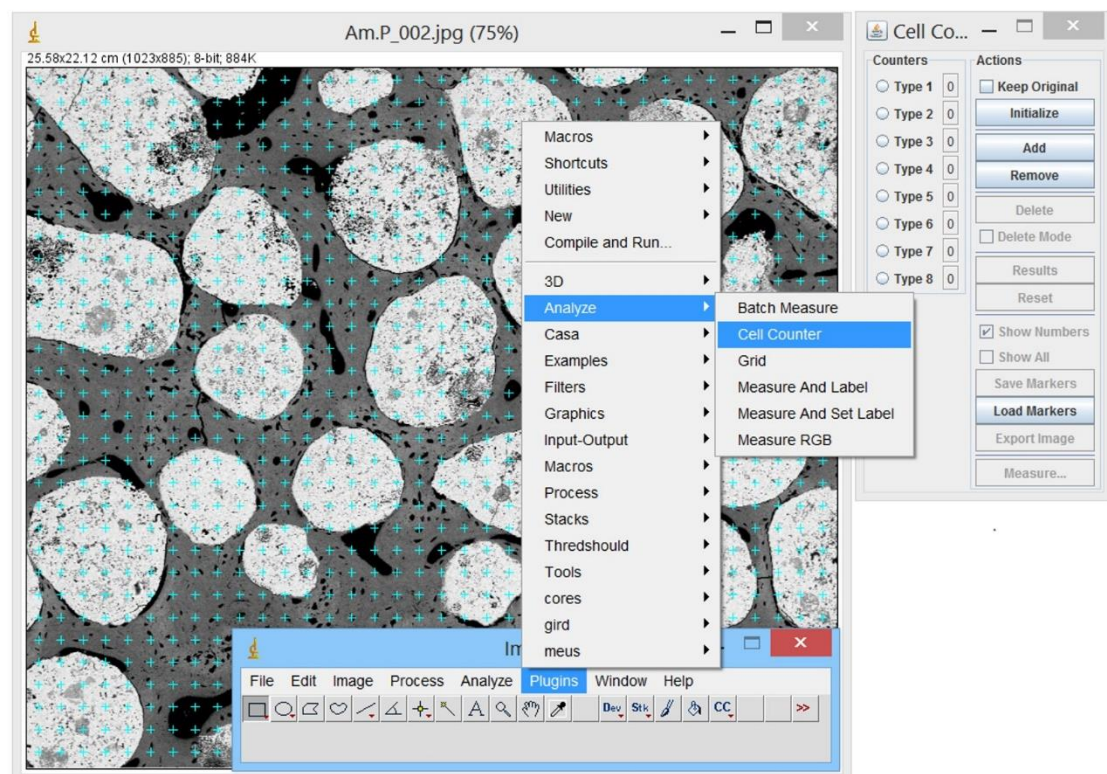 Am.P_002.jpg (75%)
25.58x22.12 cm (1023x885); 8-bit; 884K
Macros
Shortcuts
Utilities
New
Compile and Run...
3D
Analyze
Casa
Examples
Filters
Graphics
Input-Output
Macros
Process
Stacks
Thredshould
Tools
cores
gird
meus
Batch Measure
Cell Counter
Grid
Measure And Label
Measure And Set Label
Measure RGB
Im
File Edit Image Process Analyze Plugins Window Help
A Dev Stk CC >>
Cell Co...
Counters
Type 1 0
Type 2 0
Type 3 0
Type 4 0
Type 5 0
Type 6 0
Type 7 0
Type 8 0
Actions
Keep Original
Initialize
Add
Remove
Delete
Delete Mode
Results
Reset
Show Numbers
Show All
Save Markers
Load Markers
Export Image
Measure...